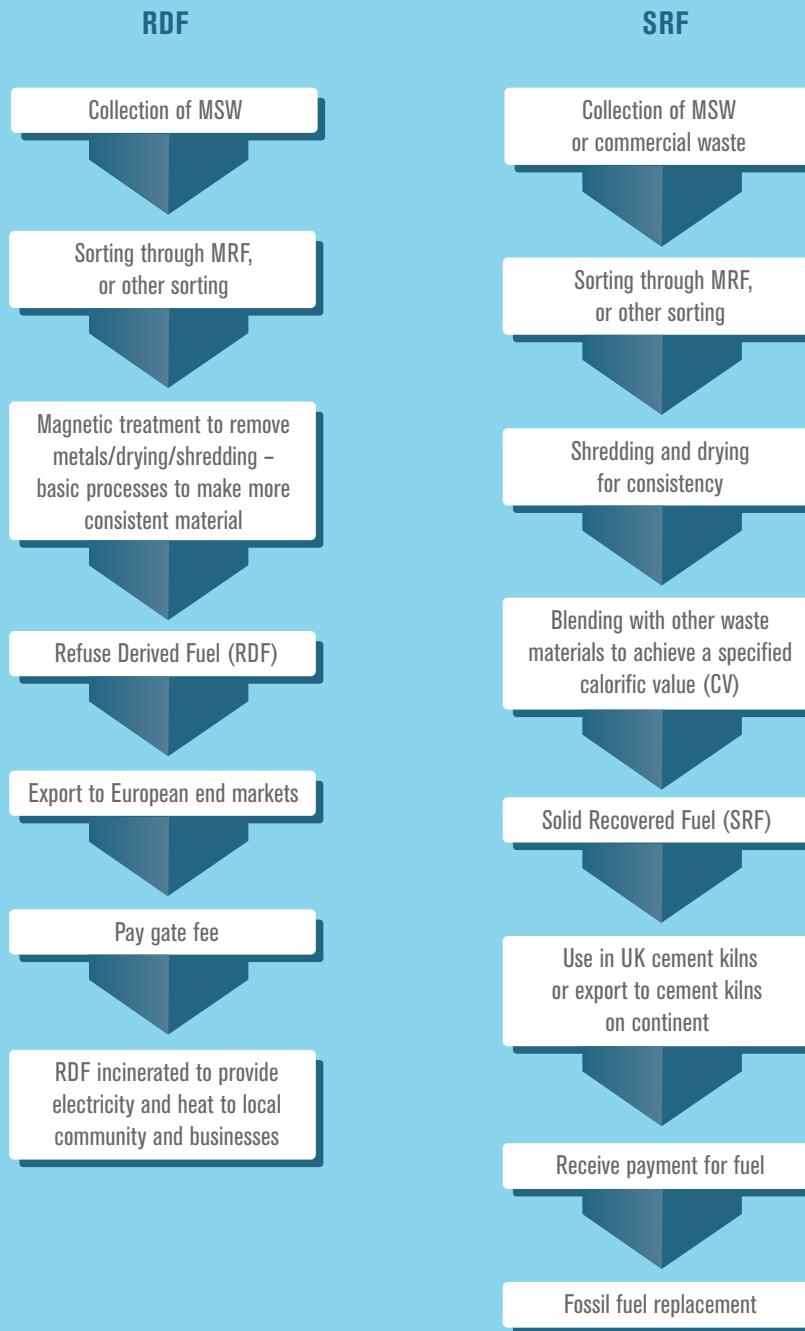 RDF
Collection of MSW
Sorting through MRF,
or other sorting
Magnetic treatment to remove
metals/drying/shredding –
basic processes to make more
consistent material
Refuse Derived Fuel (RDF)
Export to European end markets
Pay gate fee
RDF incinerated to provide
electricity and heat to local
community and businesses
SRF
Collection of MSW
or commercial waste
Sorting through MRF,
or other sorting
Shredding and drying
for consistency
Blending with other waste
materials to achieve a specified
calorific value (CV)
Solid Recovered Fuel (SRF)
Use in UK cement kilns
or export to cement kilns
on continent
Receive payment for fuel
Fossil fuel replacement